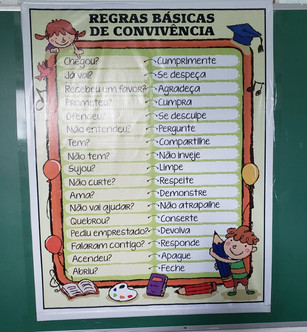 REGRAS BÁSICAS
DE CONVIVÊNCIA
Chegou? Cumprimente
Já vai? Se despeça
Recebeu um favor? Agradeça
Prometeu? Cumpra
Ofendeu? Se desculpe
Não entendeu? Pergunte
Tem? Compartilhe
Não tem? Não inveje
Sujou? Limpe
Não curte? Respeite
Ama? Demonstre
Não vai ajudar? Não atrapalhe
Quebrou? Conserte
Pediu emprestado? Devolva
Falaram contigo? Responde
Acendeu? Apague
Abriu? Feche